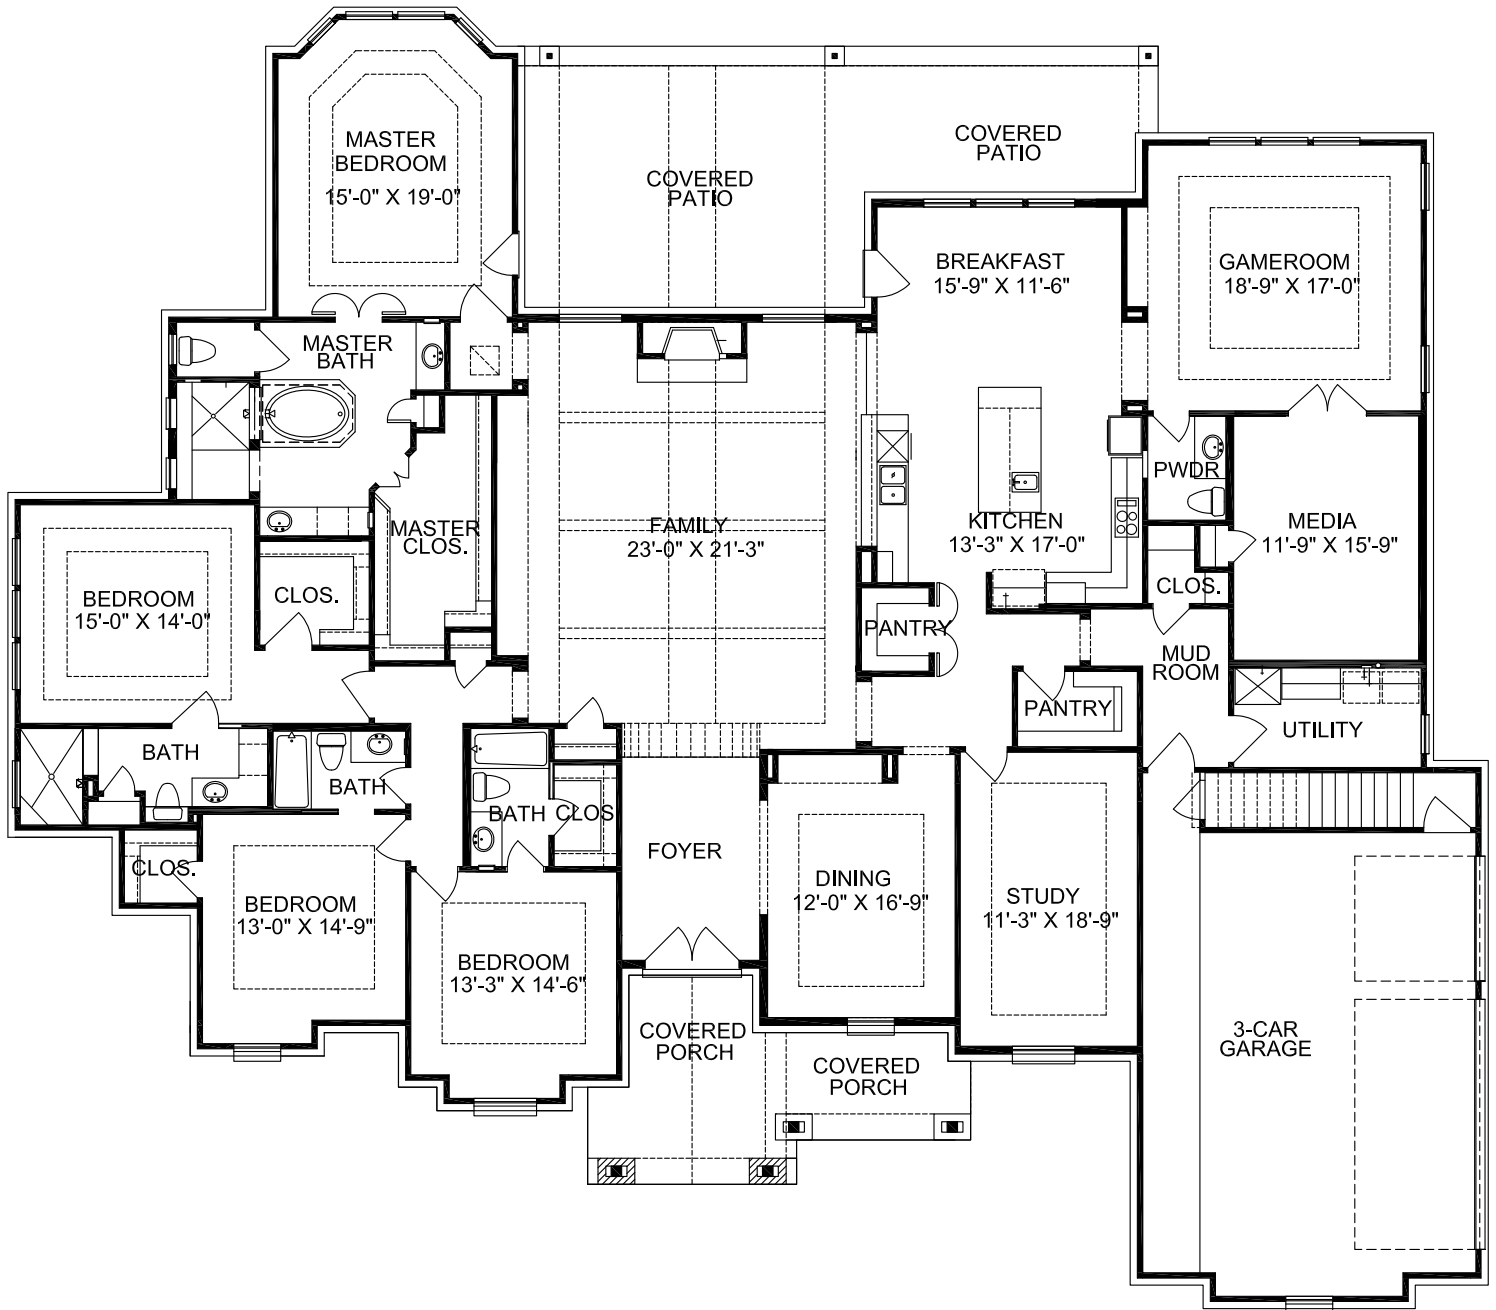 MASTER
BEDROOM
15'-0" X 19'-0"
COVERED
PATIO
COVERED
PATIO
BREAKFAST
15'-9" X 11'-6"
GAMEROOM
18'-9" X 17'-0"
MASTER
BATH
MASTER
CLOS.
FAMILY
23'-0" X 21'-3"
KITCHEN
13'-3" X 17'-0"
PWDR
MEDIA
11'-9" X 15'-9"
BEDROOM
15'-0" X 14'-0"
CLOS.
CLOS.
PANTRY
MUD
ROOM
PANTRY
UTILITY
BATH
BATH
BATH
CLOS
CLOS.
FOYER
BEDROOM
13'-0" X 14'-9"
DINING
12'-0" X 16'-9"
STUDY
11'-3" X 18'-9"
BEDROOM
13'-3" X 14'-6"
COVERED
PORCH
COVERED
PORCH
3-CAR
GARAGE